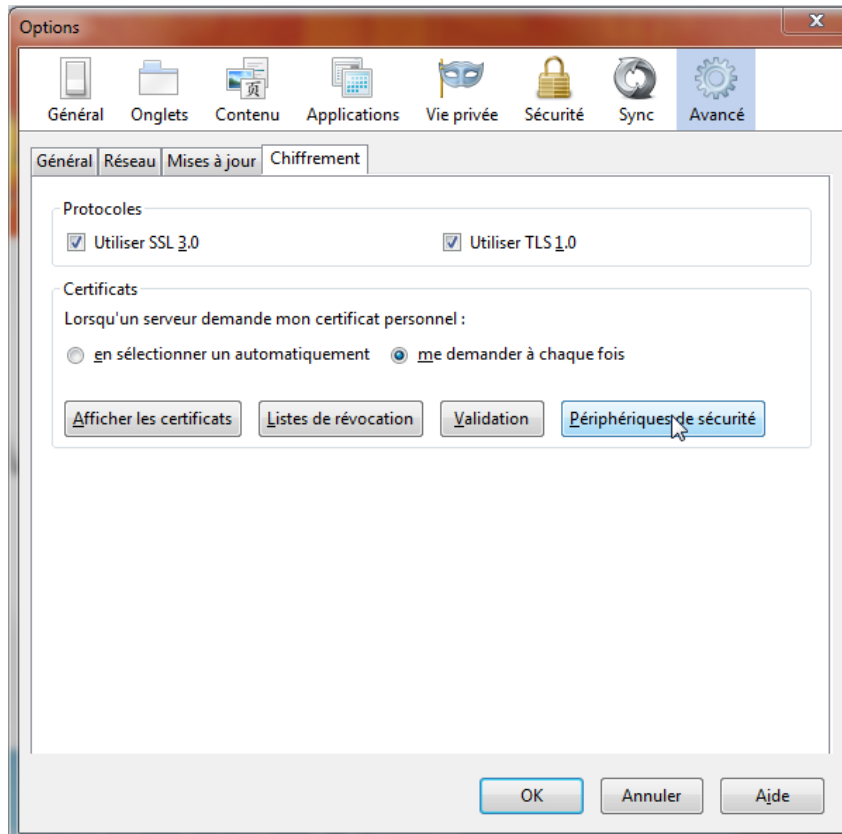 Options
Général Onglets Contenu Applications Vie privée Sécurité Sync Avancé
Général Réseau Mises à jour Chiffrement
Protocoles
Utiliser SSL 3.0 Utiliser TLS 1.0
Certificats
Lorsqu'un serveur demande mon certificat personnel :
en sélectionner un automatiquement me demander à chaque fois
Afficher les certificats Listes de révocation Validation Périphériques de sécurité
OK Annuler Aide